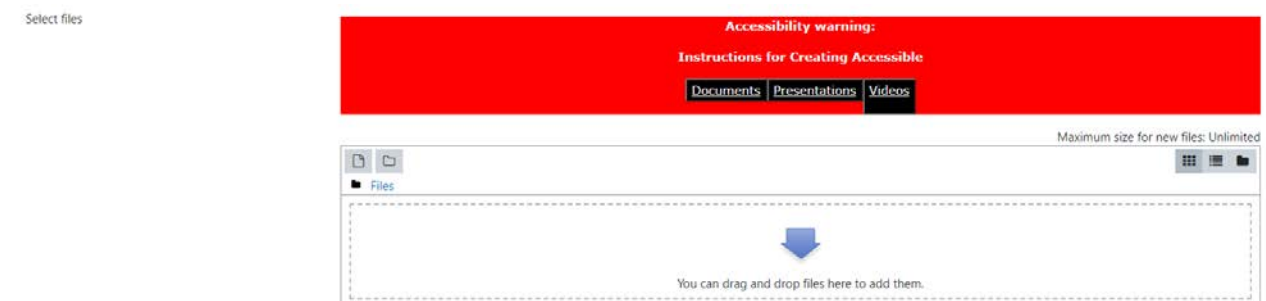 Select files
Accessibility warning:
Instructions for Creating Accessible
Documents Presentations Videos
Maximum size for new files: Unlimited
Files
You can drag and drop files here to add them.